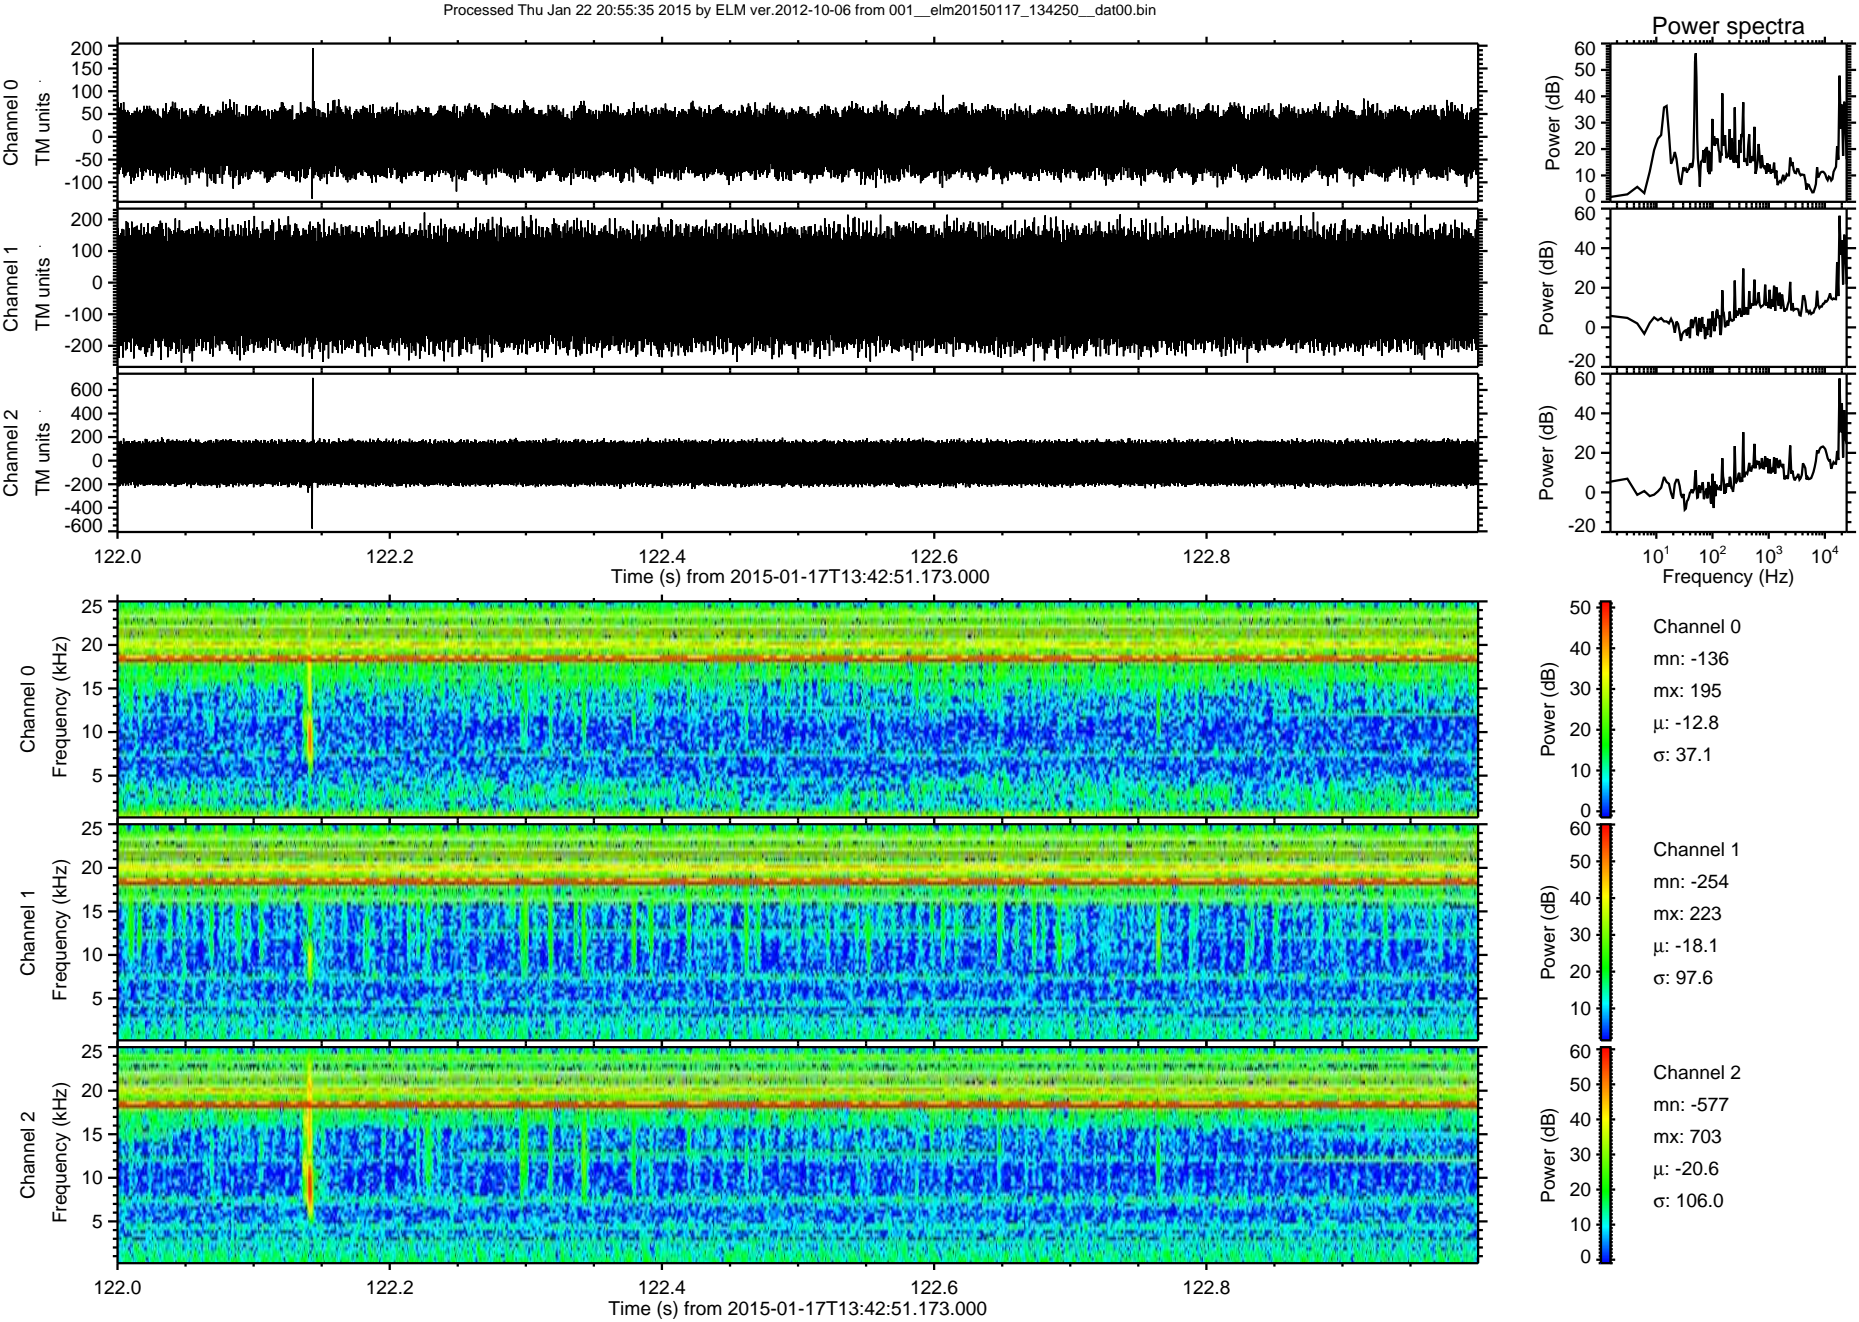 Processed Thu Jan 22 20:55:35 2015 by ELM ver.2012-10-06 from 001__elm20150117_134250__dat00.bin
Power spectra
Channel 0
TM units
200
150
100
50
0
-50
-100
Power (dB)
60
50
40
30
20
10
0
Channel 1
TM units
200
100
0
-100
-200
Power (dB)
60
40
20
0
-20
Channel 2
TM units
600
400
200
0
-200
-400
-600
Power (dB)
60
40
20
0
-20
122.0 122.2 122.4 122.6 122.8
Time (s) from 2015-01-17T13:42:51.173.000
10^1 10^2 10^3 10^4
Frequency (Hz)
Channel 0
Frequency (kHz)
25
20
15
10
5
Power (dB)
50
40
30
20
10
0
Channel 0
mn: -136
mx: 195
μ: -12.8
σ: 37.1
Channel 1
Frequency (kHz)
25
20
15
10
5
Power (dB)
60
50
40
30
20
10
Channel 1
mn: -254
mx: 223
μ: -18.1
σ: 97.6
Channel 2
Frequency (kHz)
25
20
15
10
5
Power (dB)
60
50
40
30
20
10
0
Channel 2
mn: -577
mx: 703
μ: -20.6
σ: 106.0
122.0 122.2 122.4 122.6 122.8
Time (s) from 2015-01-17T13:42:51.173.000